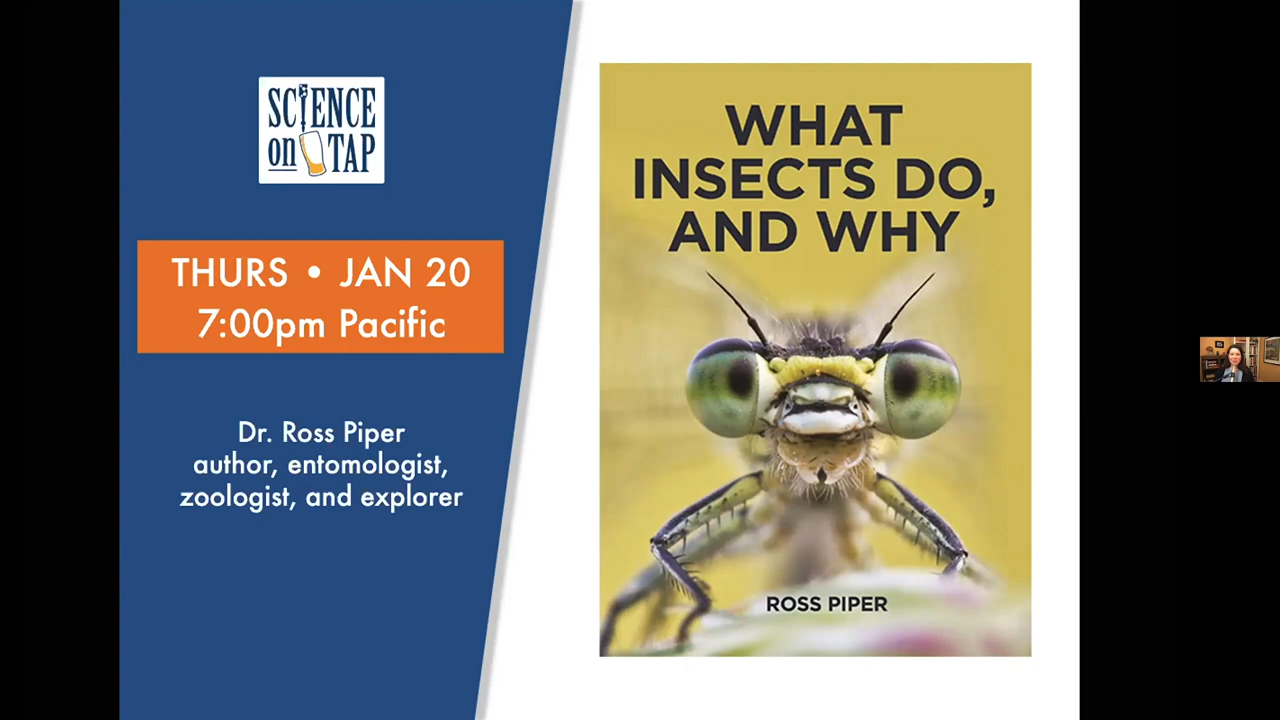 SCIENCE
on TAP
THURS • JAN 20
7:00pm Pacific
Dr. Ross Piper
author, entomologist,
zoologist, and explorer
WHAT
INSECTS DO,
AND WHY
ROSS PIPER